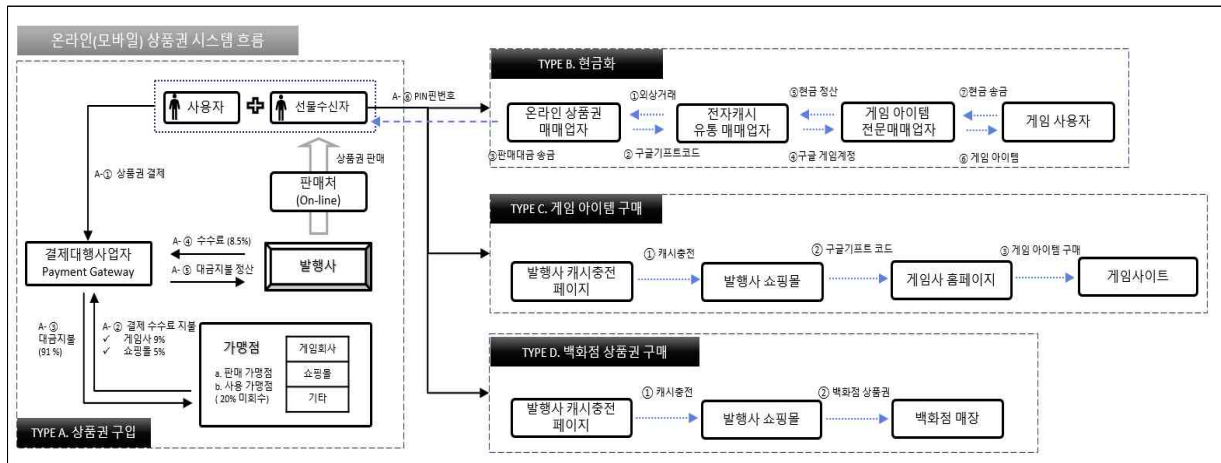 온라인(모바일) 상품권 시스템 흐름
사용자
선물수신자
A- ⑥ PIN핀번호
상품권 판매
A-① 상품권 결제
판매처
(On-line)
결제대행사업자
Payment Gateway
A- ④ 수수료 (8.5%)
A- ⑤ 대금지불 정산
발행사
A- ③
대금지불
(91 %)
A- ② 결제 수수료 지불
✓ 게임사 9%
✓ 쇼핑몰 5%
가맹점
a. 판매 가맹점
b. 사용 가맹점
( 20% 미회수)
게임회사
쇼핑몰
기타
TYPE A. 상품권 구입
TYPE B. 현금화
온라인 상품권
매매업자
①외상거래
② 구글기프트코드
③판매대금 송금
전자캐시
유통 매매업자
⑤현금 정산
④구글 게임계정
게임 아이템
전문매매업자
⑦현금 송금
⑥ 게임 아이템
게임 사용자
TYPE C. 게임 아이템 구매
발행사 캐시충전
페이지
① 캐시충전
발행사 쇼핑몰
② 구글기프트 코드
게임사 홈페이지
③ 게임 아이템 구매
게임사이트
TYPE D. 백화점 상품권 구매
발행사 캐시충전
페이지
① 캐시충전
발행사 쇼핑몰
② 백화점 상품권
백화점 매장